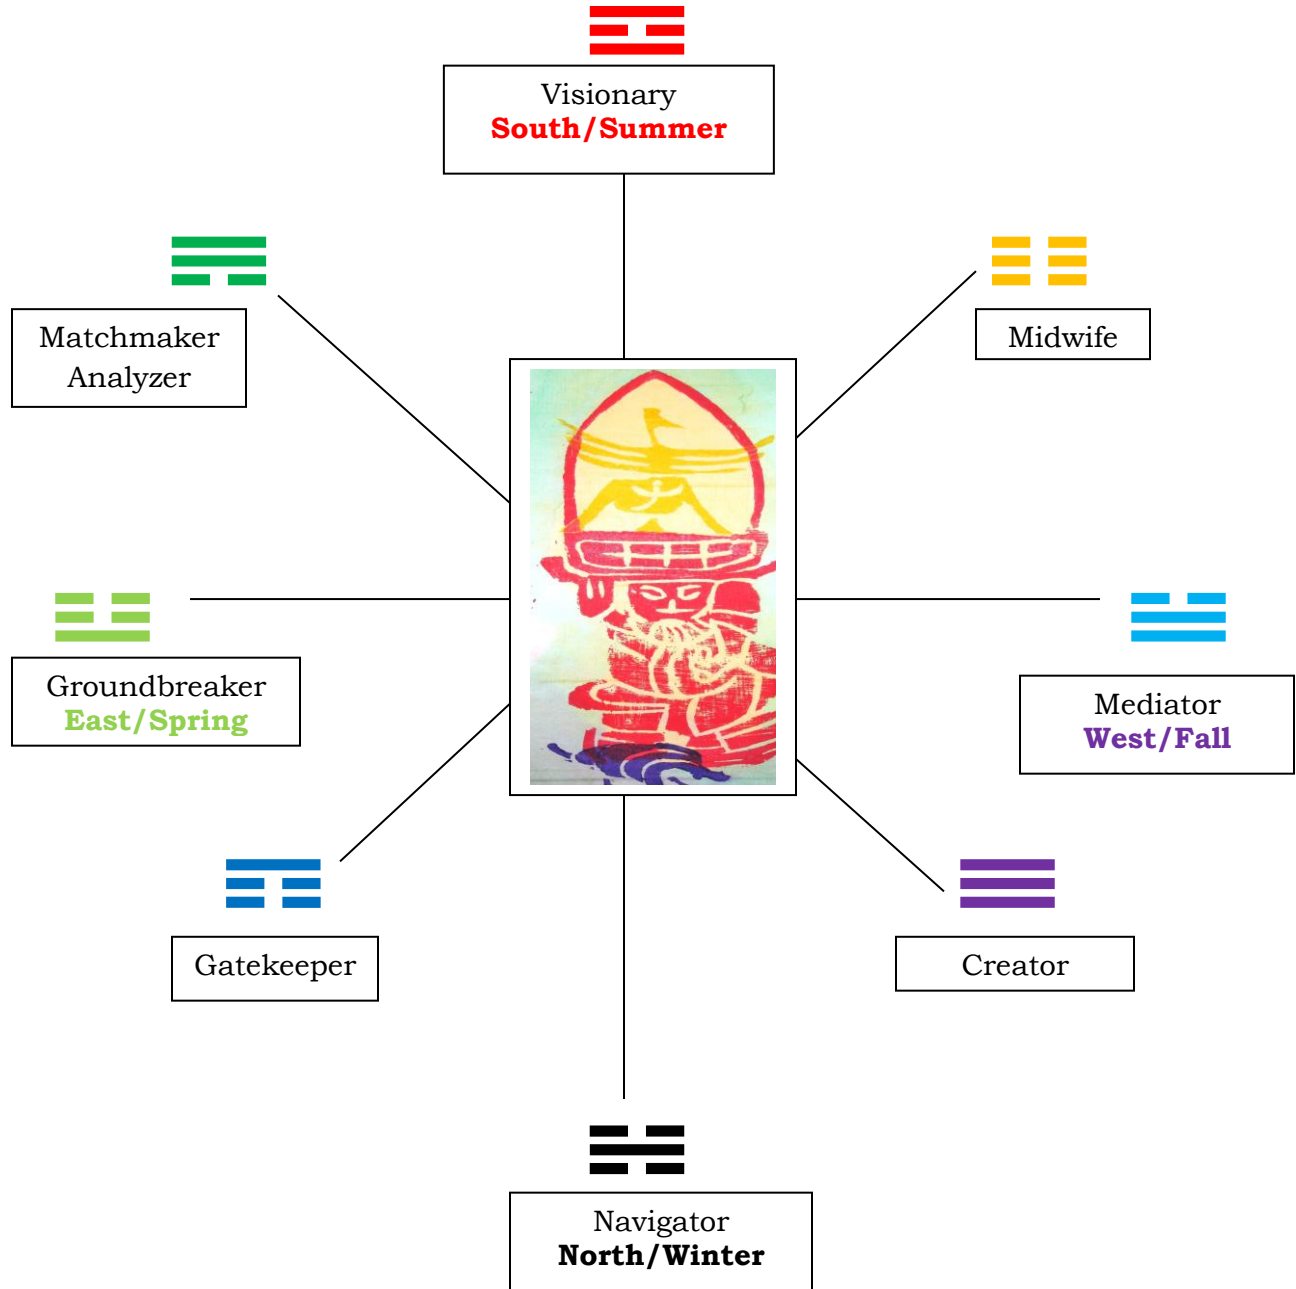 Visionary
South/Summer
Matchmaker
Analyzer
Midwife
Groundbreaker
East/Spring
Mediator
West/Fall
Gatekeeper
Creator
Navigator
North/Winter